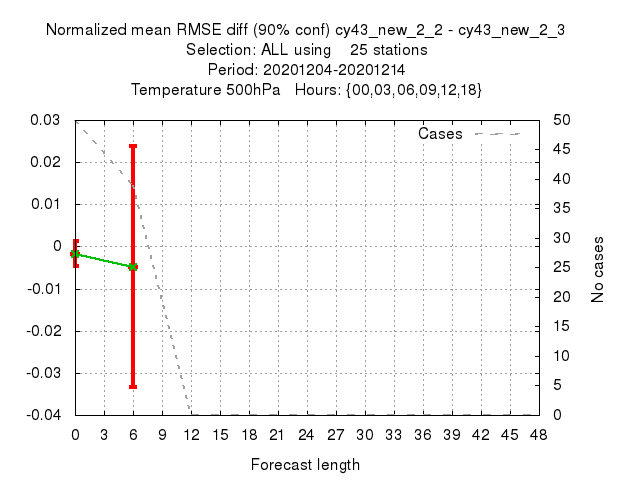 Normalized mean RMSE diff (90% conf) cy43_new_2_2 - cy43_new_2_3
Selection: ALL using    25 stations
Period: 20201204-20201214
Temperature 500hPa   Hours: {00,03,06,09,12,18}
Cases
0.03
0.02
0.01
0
-0.01
-0.02
-0.03
-0.04
50
45
40
35
30
25
20
15
10
5
0
No cases
0 3 6 9 12 15 18 21 24 27 30 33 36 39 42 45 48
Forecast length